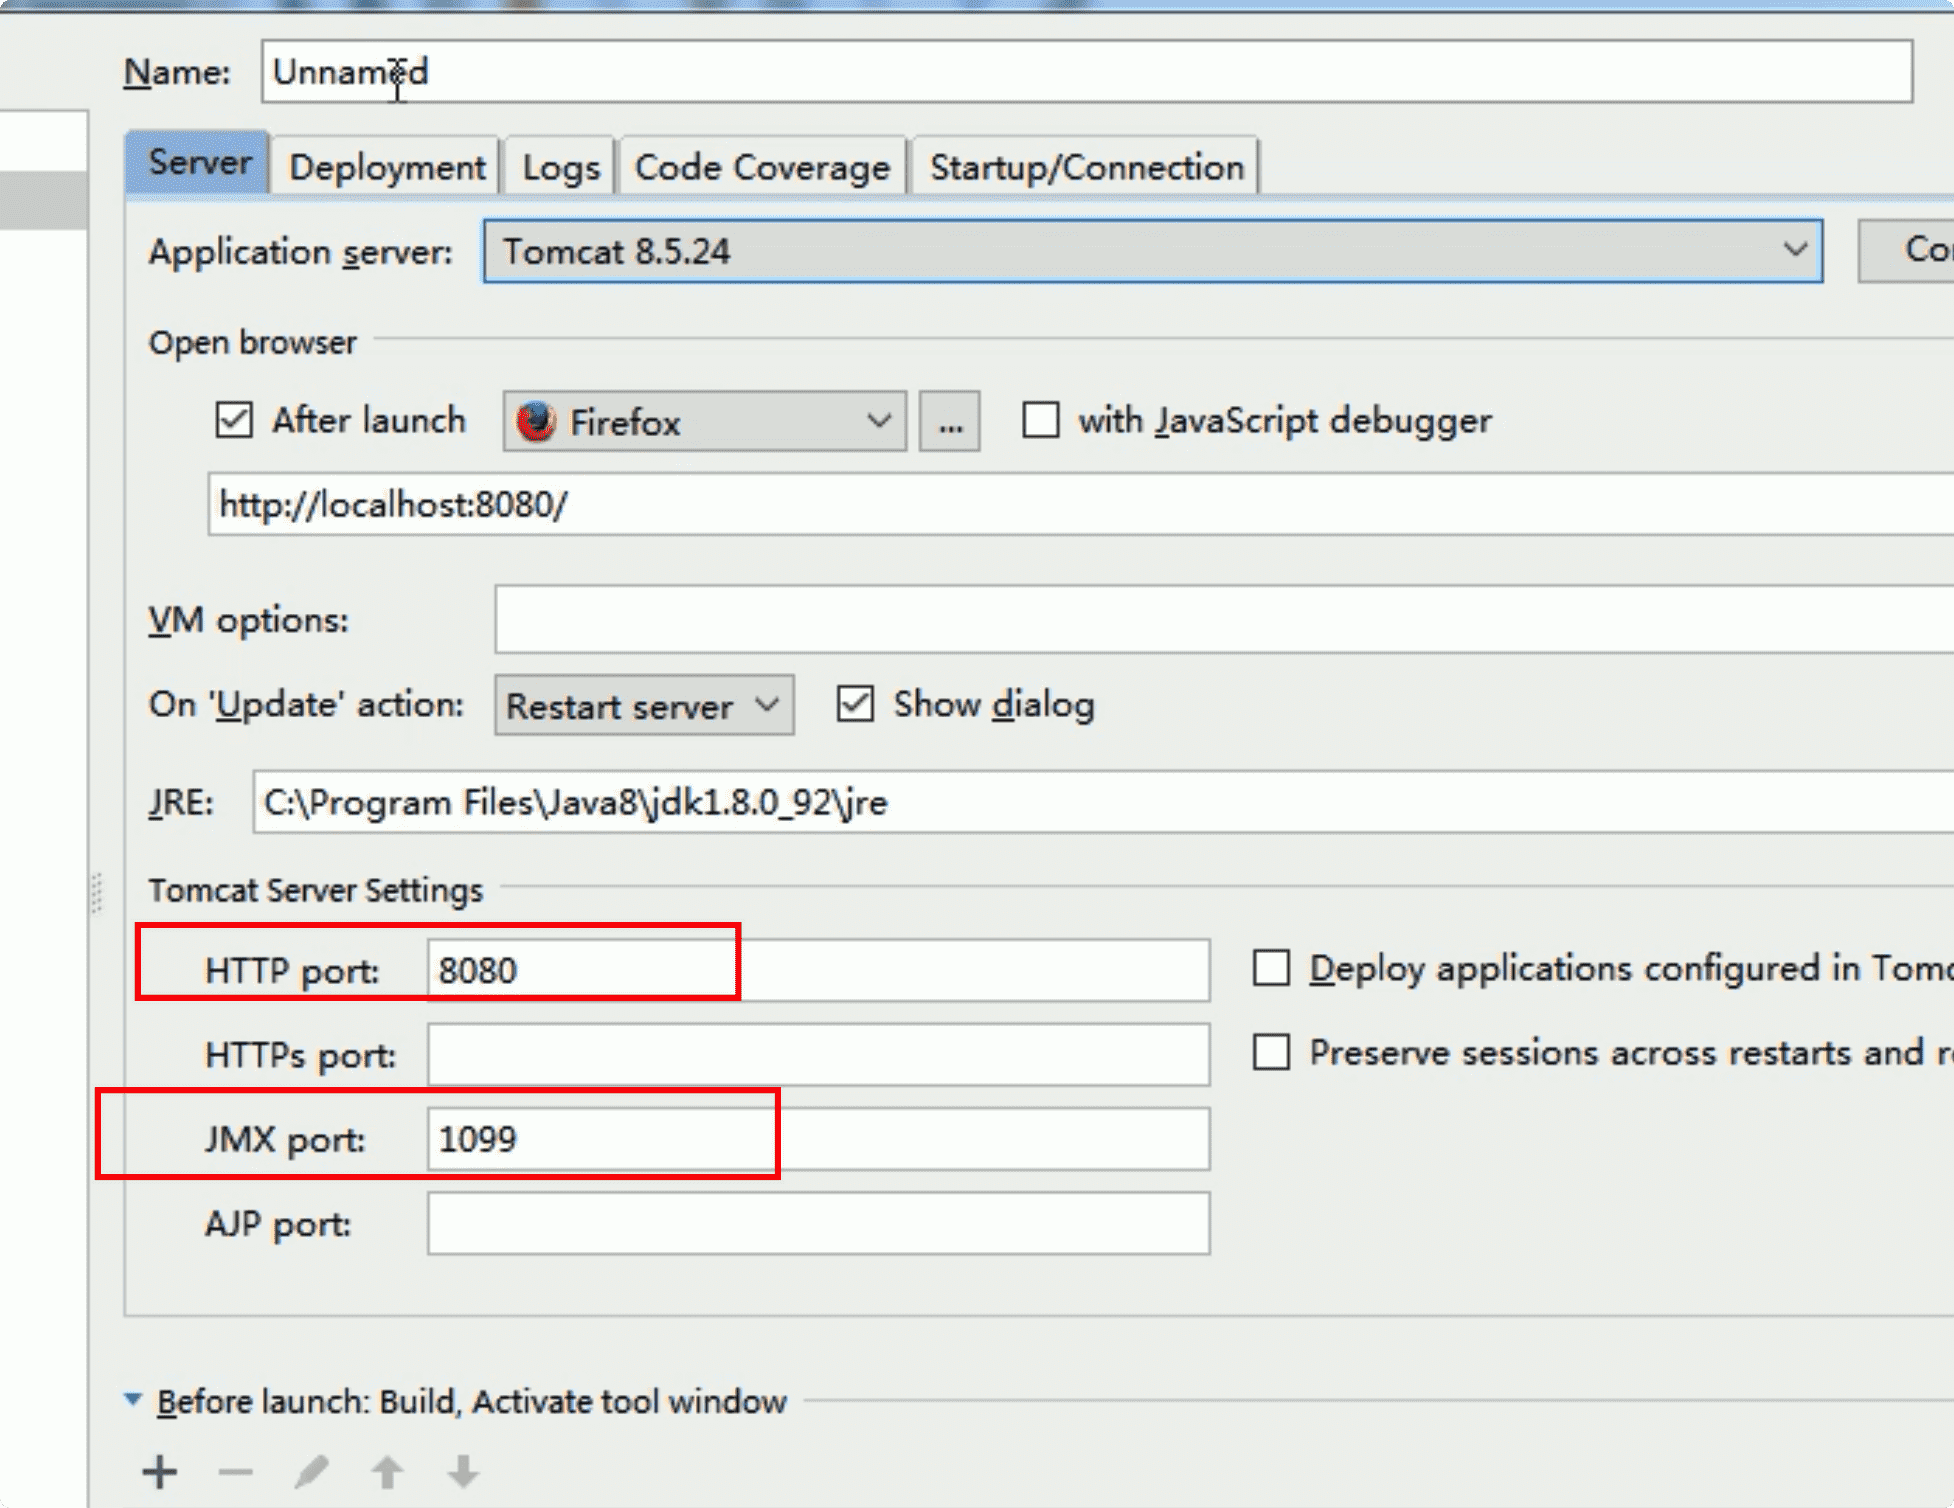 Name: Unnamed
Server Deployment Logs Code Coverage Startup/Connection
Application server: Tomcat 8.5.24
Open browser
After launch Firefox ... with JavaScript debugger
http://localhost:8080/
VM options:
On 'Update' action: Restart server Show dialog
JRE: C:\Program Files\Java8\jdk1.8.0_92\jre
Tomcat Server Settings
HTTP port: 8080 Deploy applications configured in
HTTPs port: Preserve sessions across restarts and
JMX port: 1099
AJP port:
Before launch: Build, Activate tool window